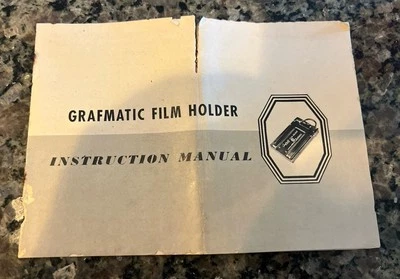 GRAFMATIC FILM HOLDER
INSTRUCTION MANUAL